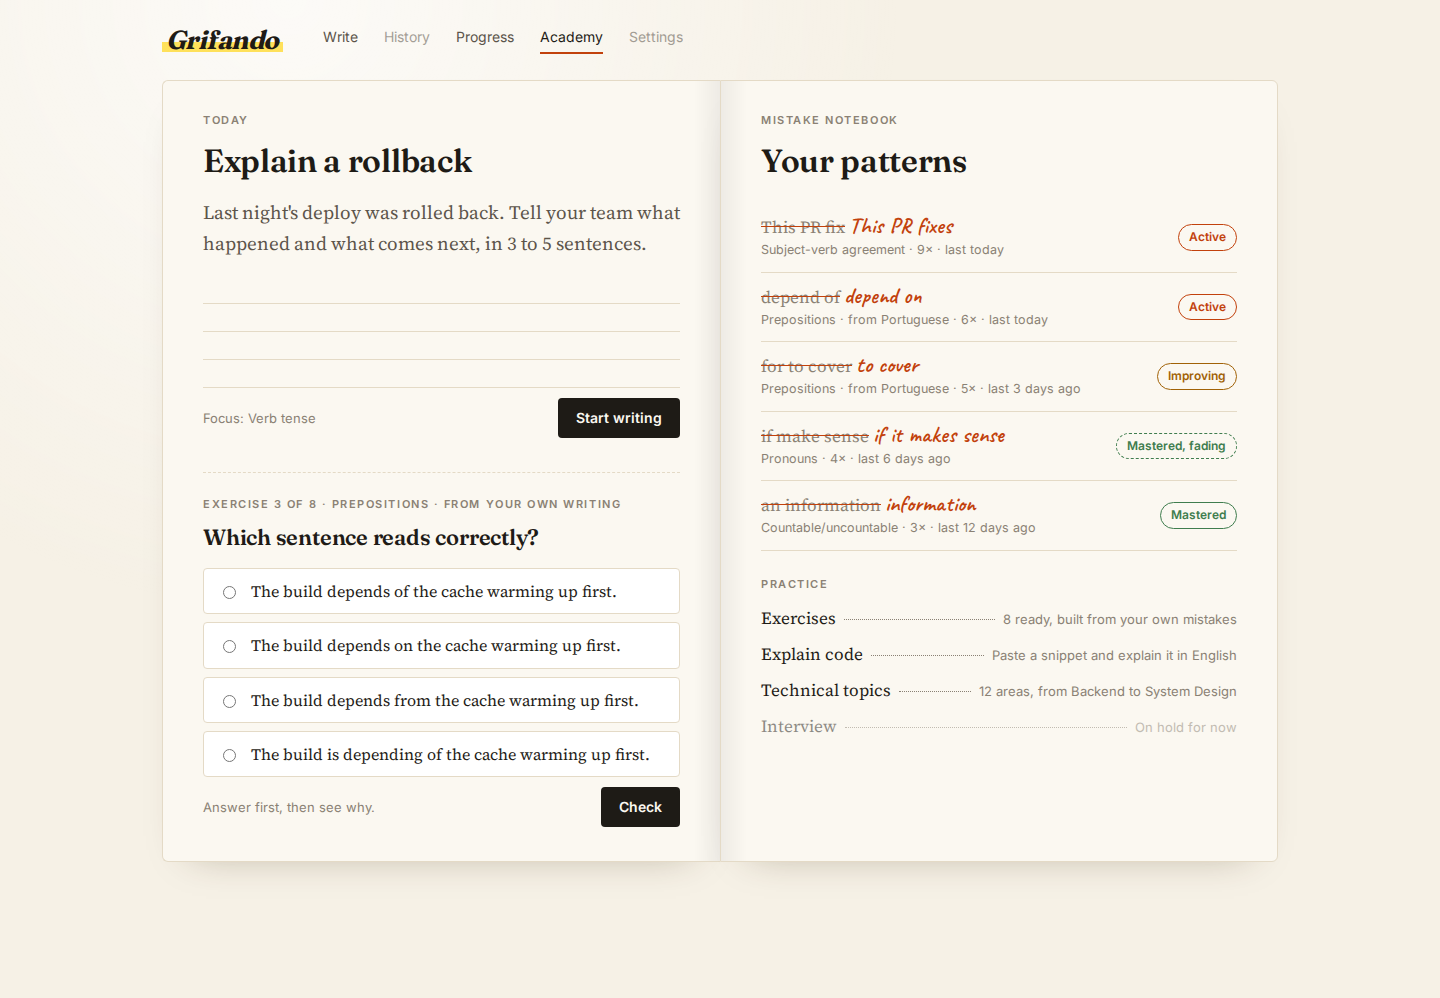 Grifando
Write
History
Progress
Academy
Settings
TODAY
Explain a rollback
Last night's deploy was rolled back. Tell your team what
happened and what comes next, in 3 to 5 sentences.
Focus: Verb tense
Start writing
EXERCISE 3 OF 8 · PREPOSITIONS · FROM YOUR OWN WRITING
Which sentence reads correctly?
The build depends of the cache warming up first.
The build depends on the cache warming up first.
The build depends from the cache warming up first.
The build is depending of the cache warming up first.
Answer first, then see why.
Check
MISTAKE NOTEBOOK
Your patterns
This PR fix This PR fixes
Subject-verb agreement · 9× · last today
Active
depend of depend on
Prepositions · from Portuguese · 6× · last today
Active
for to cover to cover
Prepositions · from Portuguese · 5× · last 3 days ago
Improving
if make sense if it makes sense
Pronouns · 4× · last 6 days ago
Mastered, fading
an information information
Countable/uncountable · 3× · last 12 days ago
Mastered
PRACTICE
Exercises 8 ready, built from your own mistakes
Explain code Paste a snippet and explain it in English
Technical topics 12 areas, from Backend to System Design
Interview On hold for now